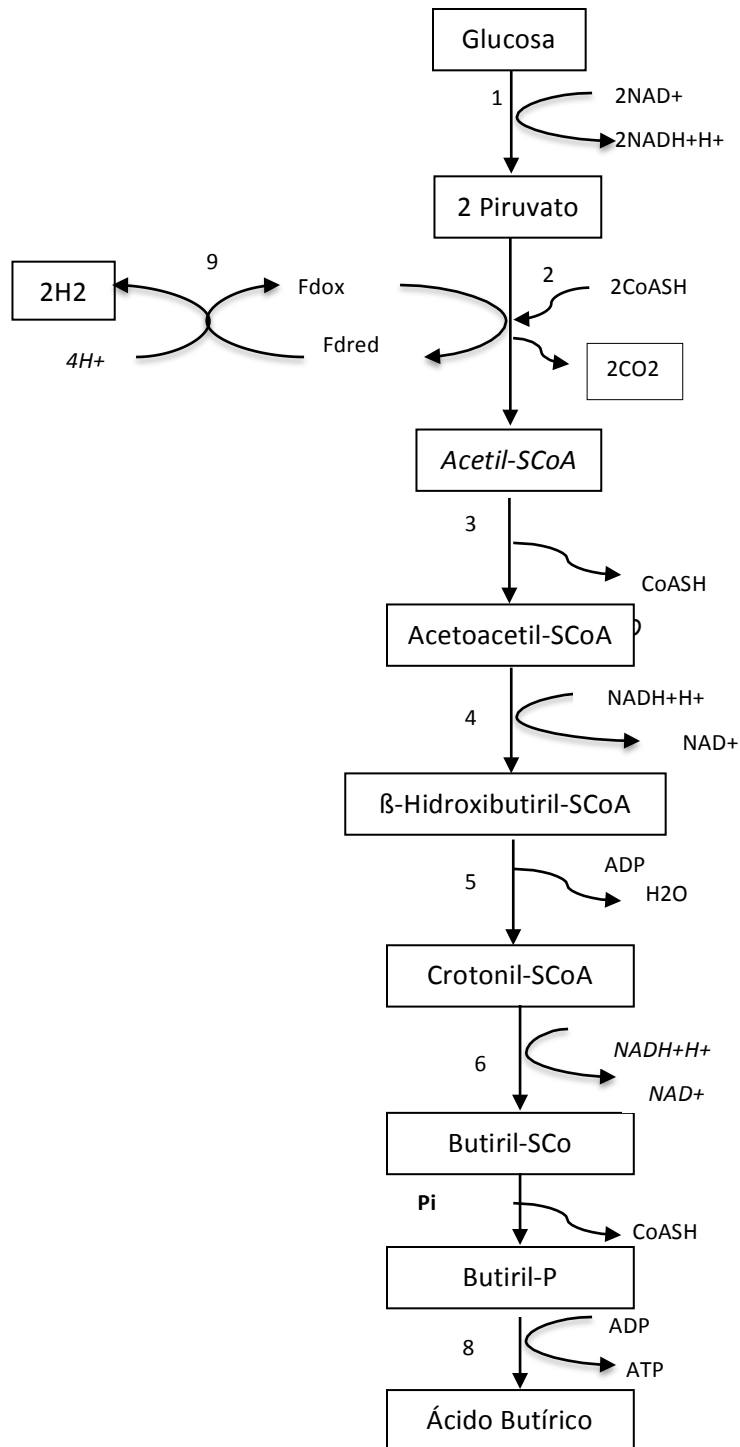 Glucosa
1
2NAD+
2NADH+H+
2 Piruvato
9
2
2H2
Fdox
2CoASH
4H+
Fdred
2CO2
Acetil-SCoA
3
CoASH
Acetoacetil-SCoA
4
NADH+H+
NAD+
ß-Hidroxibutiril-SCoA
5
ADP
H2O
Crotonil-SCoA
6
NADH+H+
NAD+
Butiril-SCo
Pi
CoASH
Butiril-P
8
ADP
ATP
Ácido Butírico